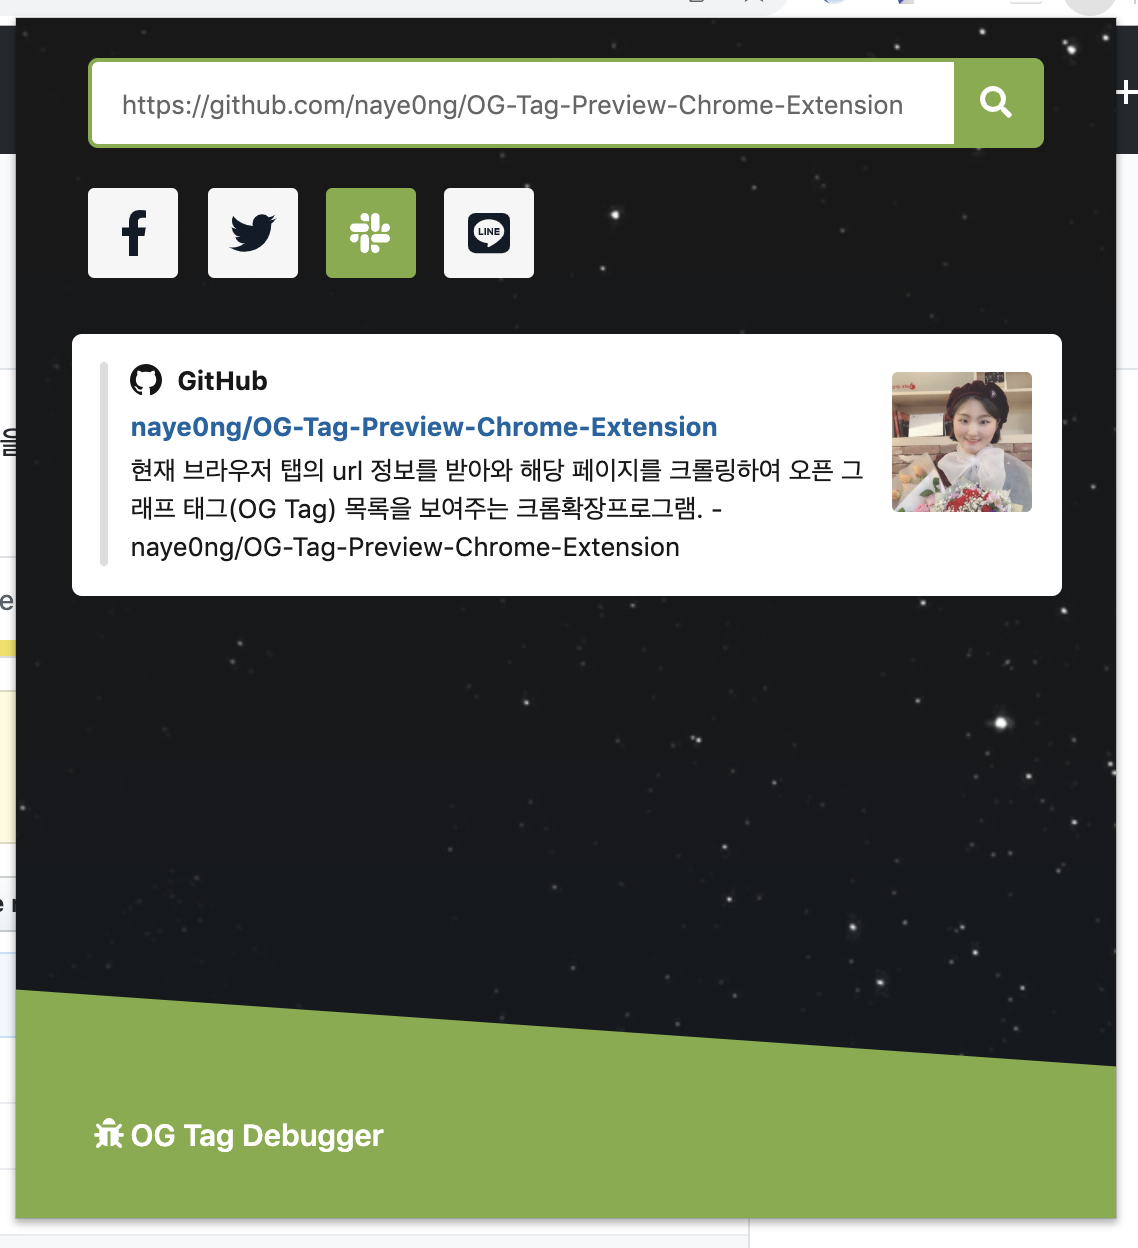 https://github.com/naye0ng/OG-Tag-Preview-Chrome-Extension
LINE
GitHub
naye0ng/OG-Tag-Preview-Chrome-Extension
현재 브라우저 탭의 url 정보를 받아와 해당 페이지를 크롤링하여 오픈 그
래프 태그(OG Tag) 목록을 보여주는 크롬확장프로그램. -
naye0ng/OG-Tag-Preview-Chrome-Extension
을
e
OG Tag Debugger